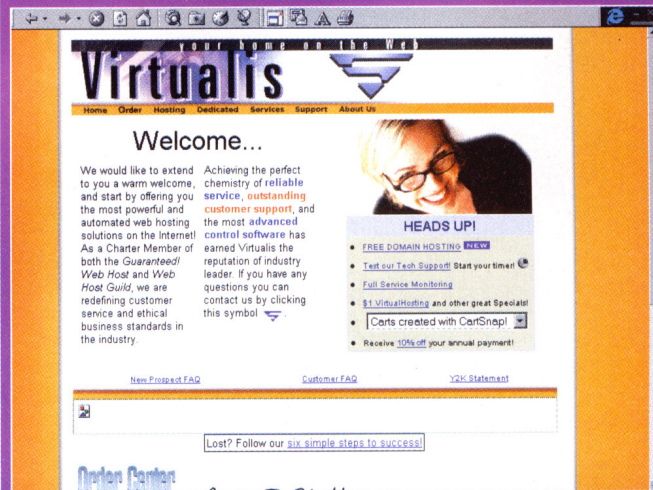 your home on the Web
Virtualis
Home Order Hosting Dedicated Services Support About Us
Welcome...
We would like to extend
to you a warm welcome,
and start by offering you
the most powerful and
automated web hosting
solutions on the Internet!
As a Charter Member of
both the Guaranteed!
Web Host and Web
Host Guild, we are
redefining customer
service and ethical
business standards in
the industry.
Achieving the perfect
chemistry of reliable
service, outstanding
customer support, and
the most advanced
control software has
earned Virtualis the
reputation of industry
leader. If you have any
questions you can
contact us by clicking
this symbol .
HEADS UP!
FREE DOMAIN HOSTING NEW
Test our Tech Support! Start your timer!
Full Service Monitoring
$1 VirtualHosting and other great Specials!
Carts created with CartSnap!
Receive 10% off your annual payment!
New Prospect FAQ Customer FAQ Y2K Statement
Lost? Follow our six simple steps to success!
Order Center